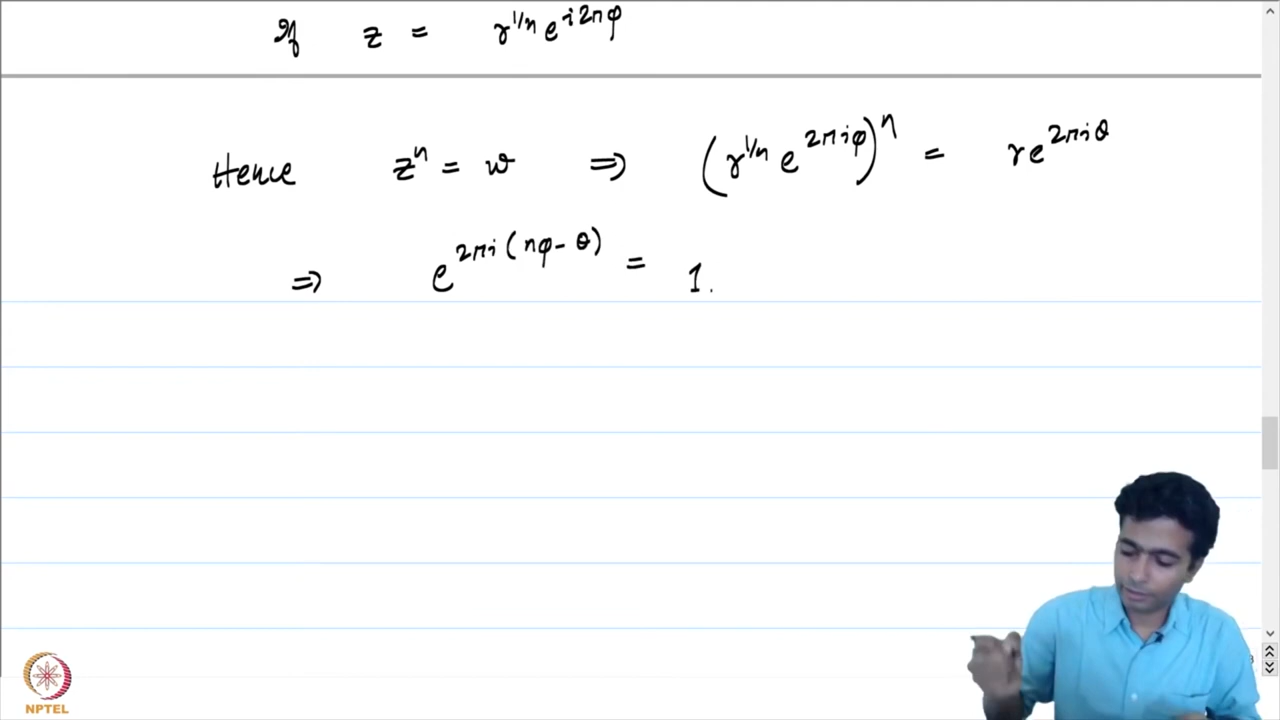 If z = r^{1/n} e^{i2πφ}
Hence z^n = w ⇒ (r^{1/n} e^{2πiφ})^n = re^{2πiθ}
⇒ e^{2πi(nφ-θ)} = 1.
NPTEL